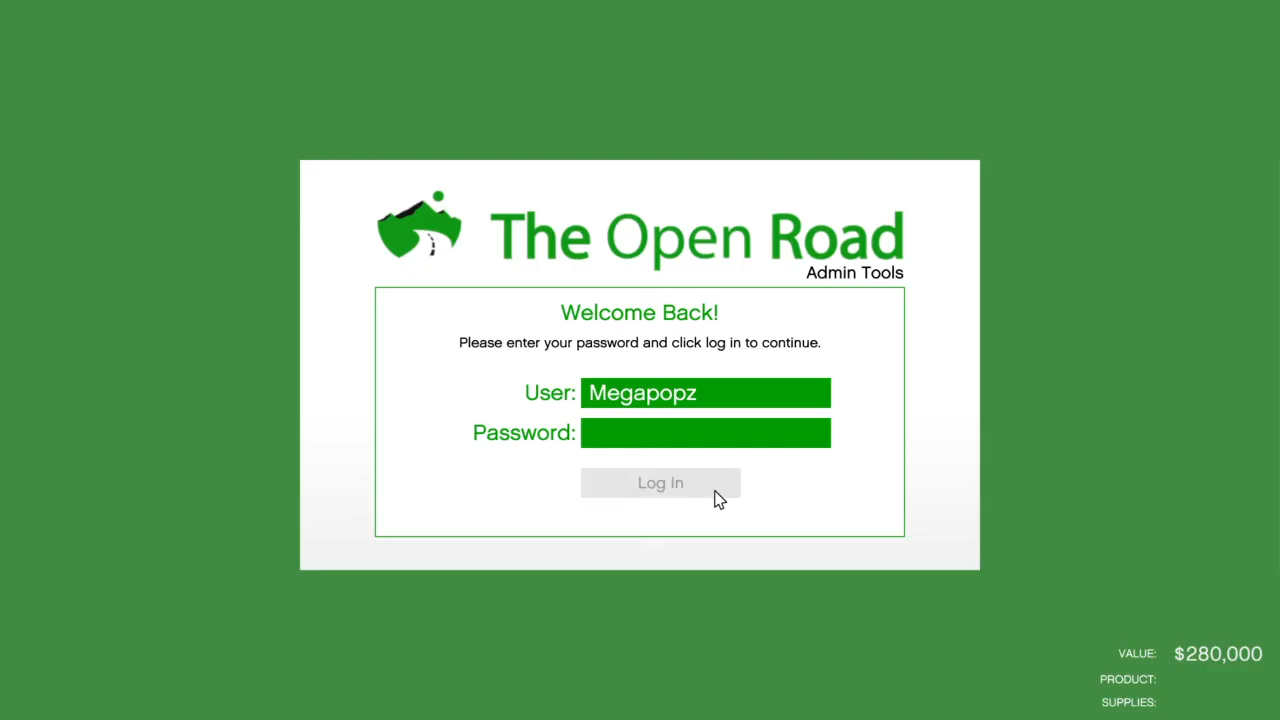 The Open Road
Admin Tools
Welcome Back!
Please enter your password and click log in to continue.
User: Megapopz
Password:
Log In
VALUE: $280,000
PRODUCT:
SUPPLIES: